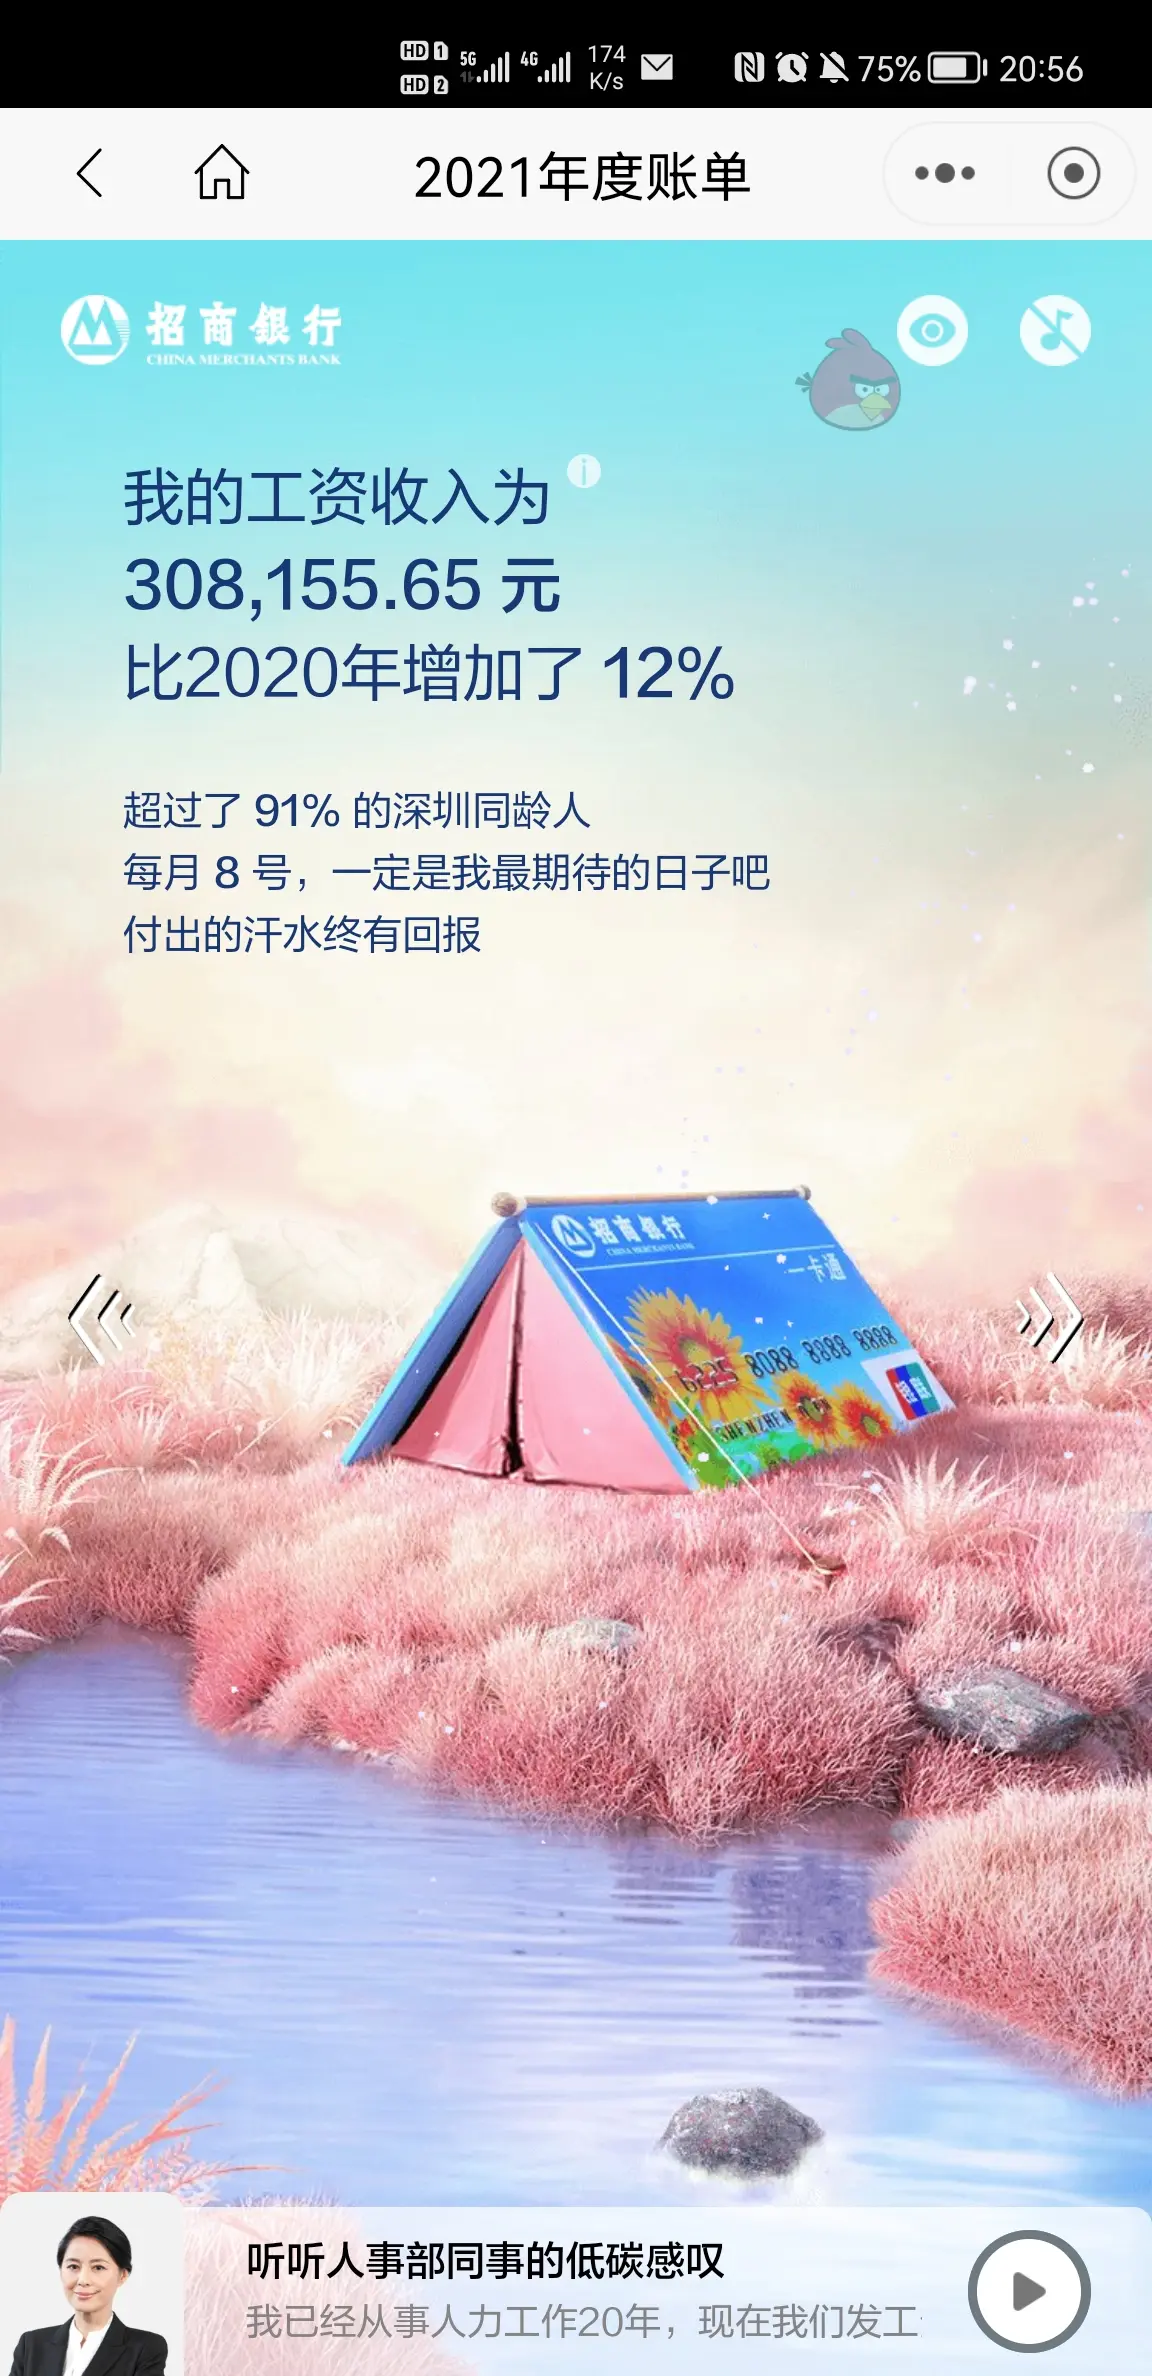 HD 1
HD 2
5G
4G
174
K/s
75%
20:56
2021年度账单
招商銀行
CHINA MERCHANTS BANK
我的工资收入为
308,155.65 元
比2020年增加了 12%
超过了 91% 的深圳同龄人
每月 8 号，一定是我最期待的日子吧
付出的汗水终有回报
招商銀行
CHINA MERCHANTS BANK
一卡通
6225 8088 8888 8888
听听人事部同事的低碳感叹
我已经从事人力工作20年，现在我们发工